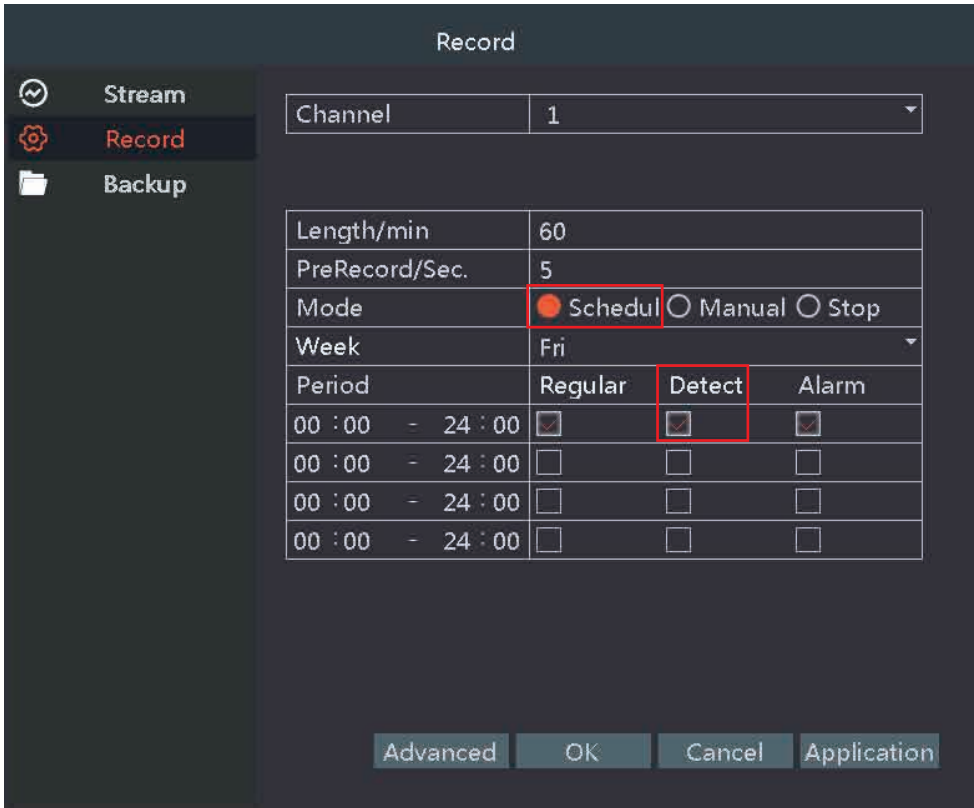 Record
Stream
Record
Backup
Channel 1
Length/min 60
PreRecord/Sec. 5
Mode Schedul Manual Stop
Week Fri
Period Regular Detect Alarm
00 :00 - 24 : 00
00 :00 - 24 : 00
00 :00 - 24 : 00
00 :00 - 24 : 00
Advanced OK Cancel Application